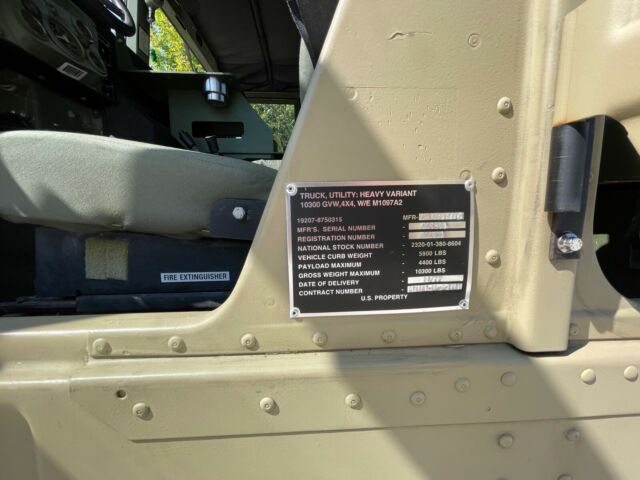 TRUCK, UTILITY: HEAVY VARIANT
10300 GVW,4X4, W/E M1097A2
19207-8750315 MFR-
MFR'S. SERIAL NUMBER -
REGISTRATION NUMBER -
NATIONAL STOCK NUMBER - 2320-01-380-8604
VEHICLE CURB WEIGHT - 5900 LBS
PAYLOAD MAXIMUM - 4400 LBS
GROSS WEIGHT MAXIMUM - 10300 LBS
DATE OF DELIVERY -
CONTRACT NUMBER -
U.S. PROPERTY
FIRE EXTINGUISHER